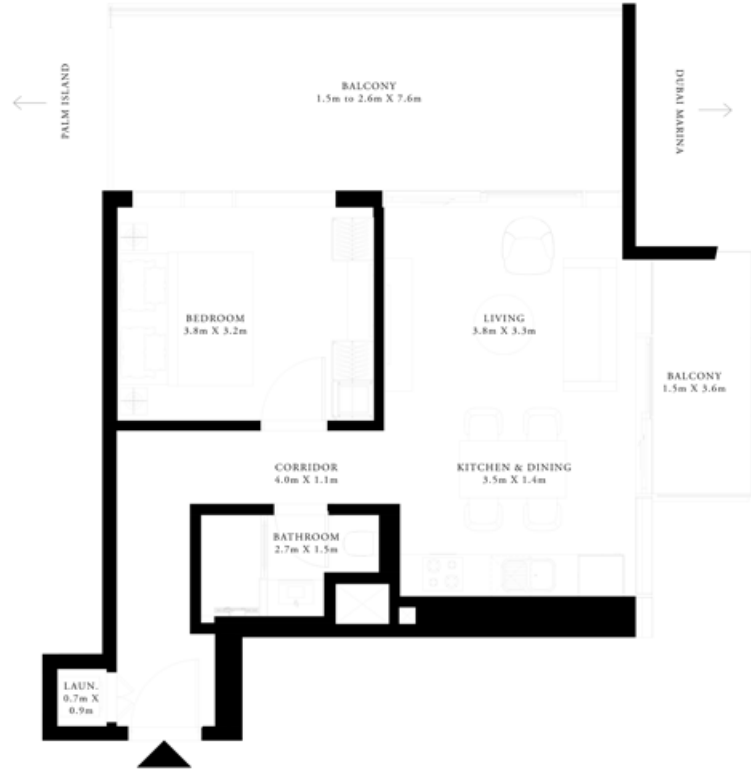 BALCONY
1.5m to 2.6m X 7.6m
PALM ISLAND
DUBAI MARINA
BEDROOM
3.8m X 3.2m
LIVING
3.8m X 3.3m
BALCONY
1.5m X 3.6m
CORRIDOR
4.0m X 1.1m
KITCHEN & DINING
3.5m X 1.4m
BATHROOM
2.7m X 1.5m
LAUN.
0.7m X
0.9m